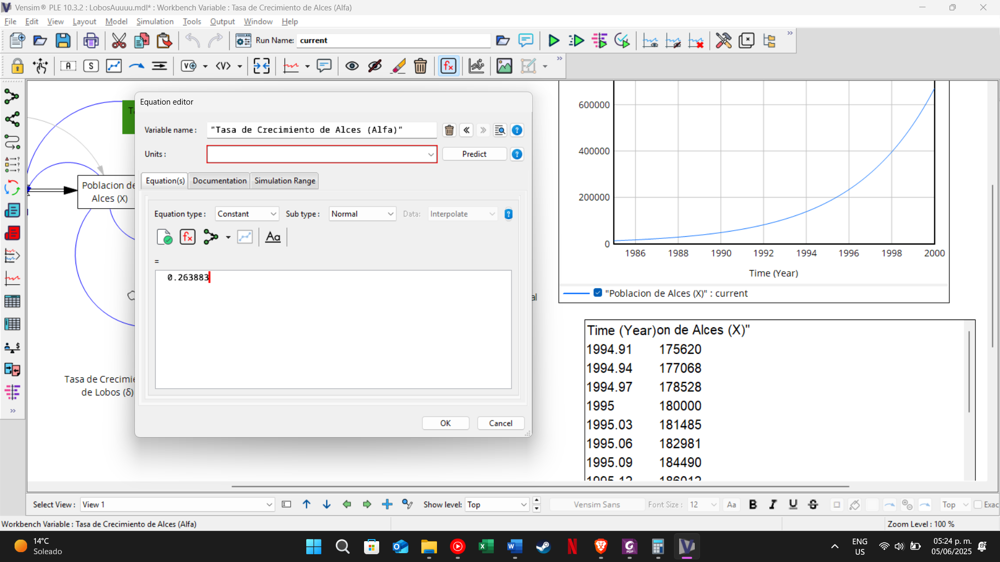 Vensim® PLE 10.3.2 : LobosAuuuu.mdl* : Workbench Variable : Tasa de Crecimiento de Alces (Alfa)
File Edit View Layout Model Simulation Tools Output Window Help
Run Name: current
Equation editor
Variable name : "Tasa de Crecimiento de Alces (Alfa)"
Units : Predict
Equation(s) Documentation Simulation Range
Equation type : Constant Sub type : Normal Data: Interpolate
Aa
=
0.263883
OK Cancel
Poblacion de
Alces (X)
Tasa de Crecimie
de Lobos (δ)
al
600000
400000
200000
0
1986 1988 1990 1992 1994 1996 1998 2000
Time (Year)
"Poblacion de Alces (X)" : current
Time (Year)on de Alces (X)"
1994.91 175620
1994.94 177068
1994.97 178528
1995 180000
1995.03 181485
1995.06 182981
1995.09 184490
1995.12 186012
Select View : View 1 Show level: Top Vensim Sans Font Size : 12 Aa B I U S Top Exac
Workbench Variable : Tasa de Crecimiento de Alces (Alfa) Zoom Level : 100 %
14°C
Soleado
ENG
US
05:24 p. m.
05/06/2025